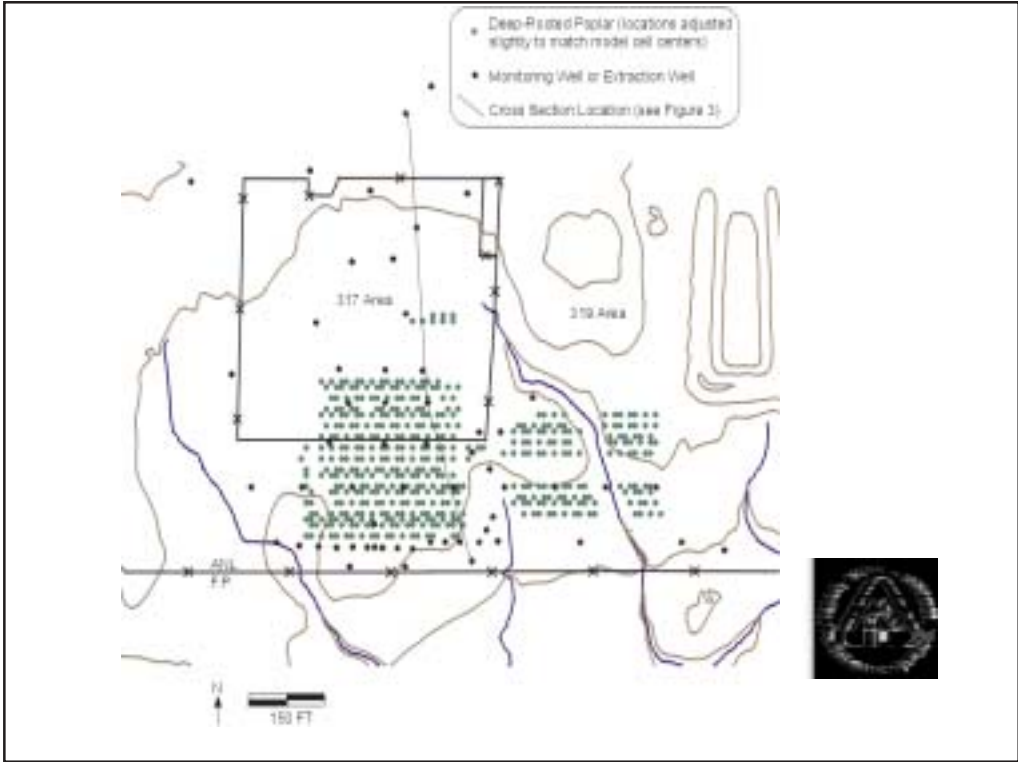 Deep-Rooted Poplar (locations adjusted
slightly to match model cell centers)
Monitoring Well or Extraction Well
Cross Section Location (see Figure 3)
317 Area
319 Area
ANL
F.P.
N
150 FT